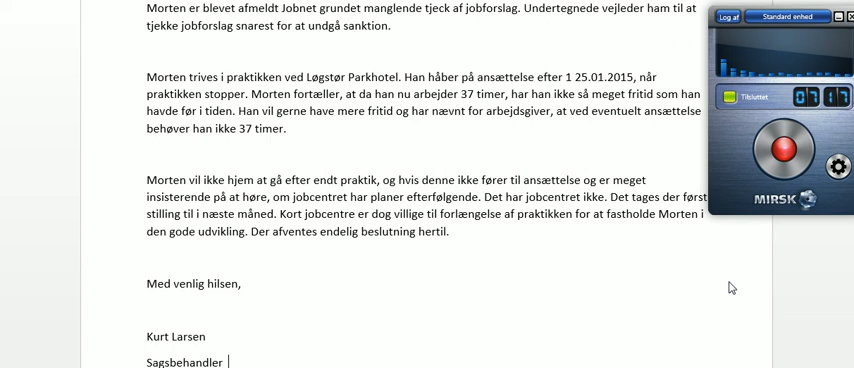 Morten er blevet afmeldt Jobnet grundet manglende tjeck af jobforslag. Undertegnede vejleder ham til at
tjekke jobforslag snarest for at undgå sanktion.
Morten trives i praktikken ved Løgstør Parkhotel. Han håber på ansættelse efter 1 25.01.2015, når
praktikken stopper. Morten fortæller, at da han nu arbejder 37 timer, har han ikke så meget fritid som han
havde før i tiden. Han vil gerne have mere fritid og har nævnt for arbejdsgiver, at ved eventuelt ansættelse
behøver han ikke 37 timer.
Morten vil ikke hjem at gå efter endt praktik, og hvis denne ikke fører til ansættelse og er meget
insisterende på at høre, om jobcentret har planer efterfølgende. Det har jobcentret ikke. Det tages der først
stilling til i næste måned. Kort jobcentre er dog villige til forlængelse af praktikken for at fastholde Morten i
den gode udvikling. Der afventes endelig beslutning hertil.
Med venlig hilsen,
Kurt Larsen
Sagsbehandler
Log af
Standard enhed
Tilsluttet
07 17
MIRSK